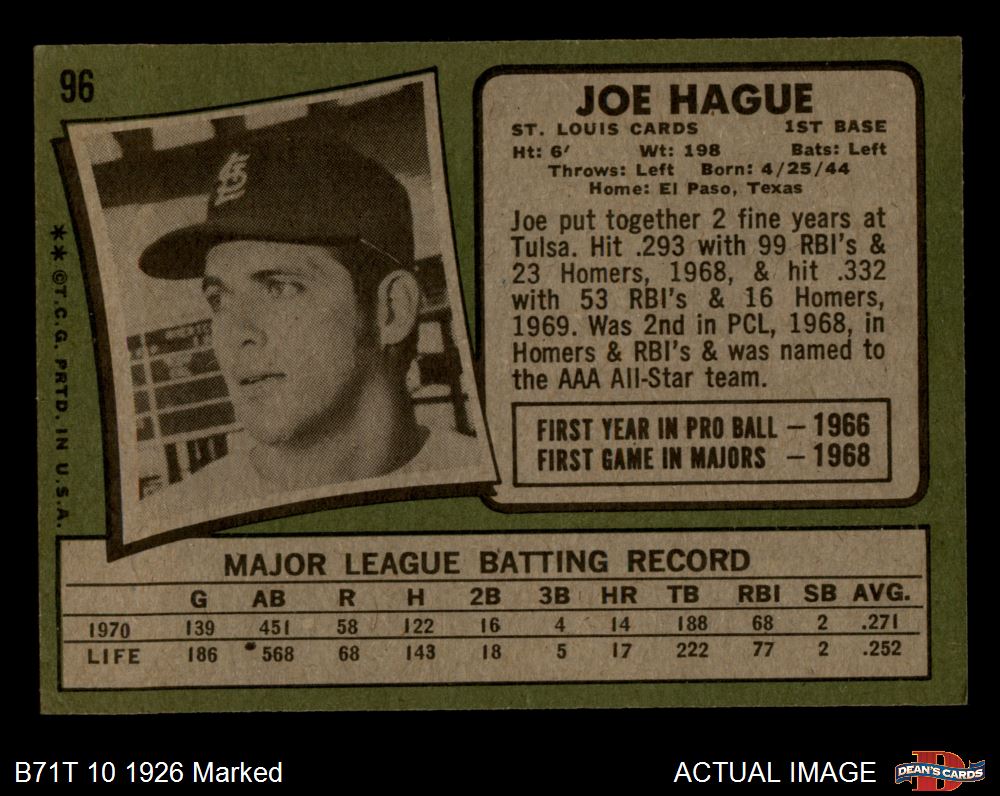 96
JOE HAGUE
ST. LOUIS CARDS 1ST BASE
Ht: 6' Wt: 198 Bats: Left
Throws: Left Born: 4/25/44
Home: El Paso, Texas
Joe put together 2 fine years at
Tulsa. Hit .293 with 99 RBI's &
23 Homers, 1968, & hit .332
with 53 RBI's & 16 Homers,
1969. Was 2nd in PCL, 1968, in
Homers & RBI's & was named to
the AAA All-Star team.
FIRST YEAR IN PRO BALL – 1966
FIRST GAME IN MAJORS – 1968
** ©T.C.G. PRTD. IN U.S.A.
MAJOR LEAGUE BATTING RECORD
G AB R H 2B 3B HR TB RBI SB AVG.
1970 139 451 58 122 16 4 14 188 68 2 .271
LIFE 186 568 68 143 18 5 17 222 77 2 .252
B71T 10 1926 Marked
ACTUAL IMAGE
D
DEAN'S CARDS